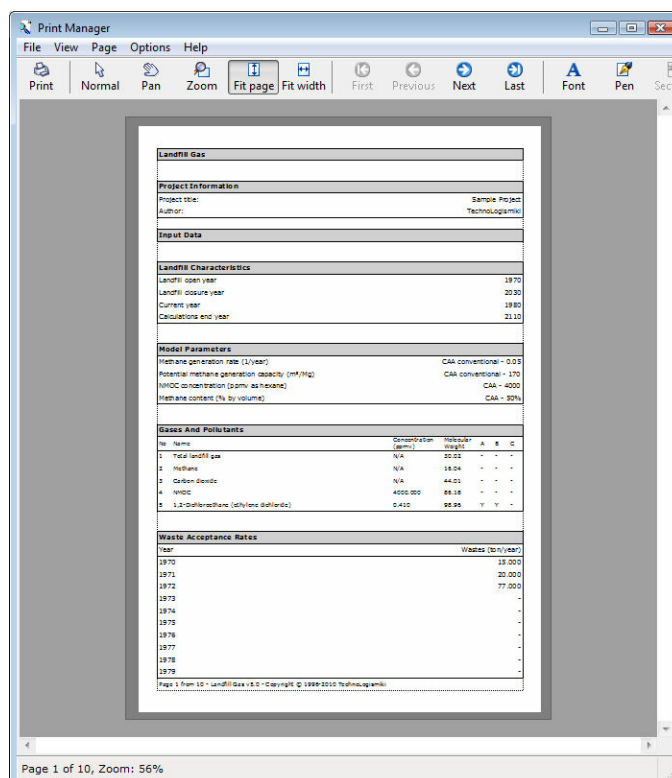 Print Manager
File View Page Options Help
Print Normal Pan Zoom Fit page Fit width First Previous Next Last Font Pen
Landfill Gas
Project Information
Project title: Sample Project
Author: TechnoLogismiki
Input Data
Landfill Characteristics
Landfill open year 1970
Landfill closure year 2030
Current year 1980
Calculations end year 2110
Model Parameters
Methane generation rate (1/year) CAA conventional - 0.05
Potential methane generation capacity (m³/Mg) CAA conventional - 170
NMOC concentration (ppmv as hexane) CAA - 4000
Methane content (% by volume) CAA - 50%
Gases And Pollutants
No Name Concentration (ppmv) Molecular Weight A B C
1 Total landfill gas N/A 30.02 - - -
2 Methane N/A 16.04 - - -
3 Carbon dioxide N/A 44.01 - - -
4 NMOC 4000.000 86.18 - - -
5 1,2-Dichloroethane (ethylene dichloride) 0.410 98.96 Y Y -
Waste Acceptance Rates
Year Wastes (ton/year)
1970 15.000
1971 20.000
1972 77.000
1973 -
1974 -
1975 -
1976 -
1977 -
1978 -
1979 -
Page 1 from 10 - Landfill Gas v3.0 - Copyright © 1996-2010 TechnoLogismiki
Page 1 of 10, Zoom: 56%